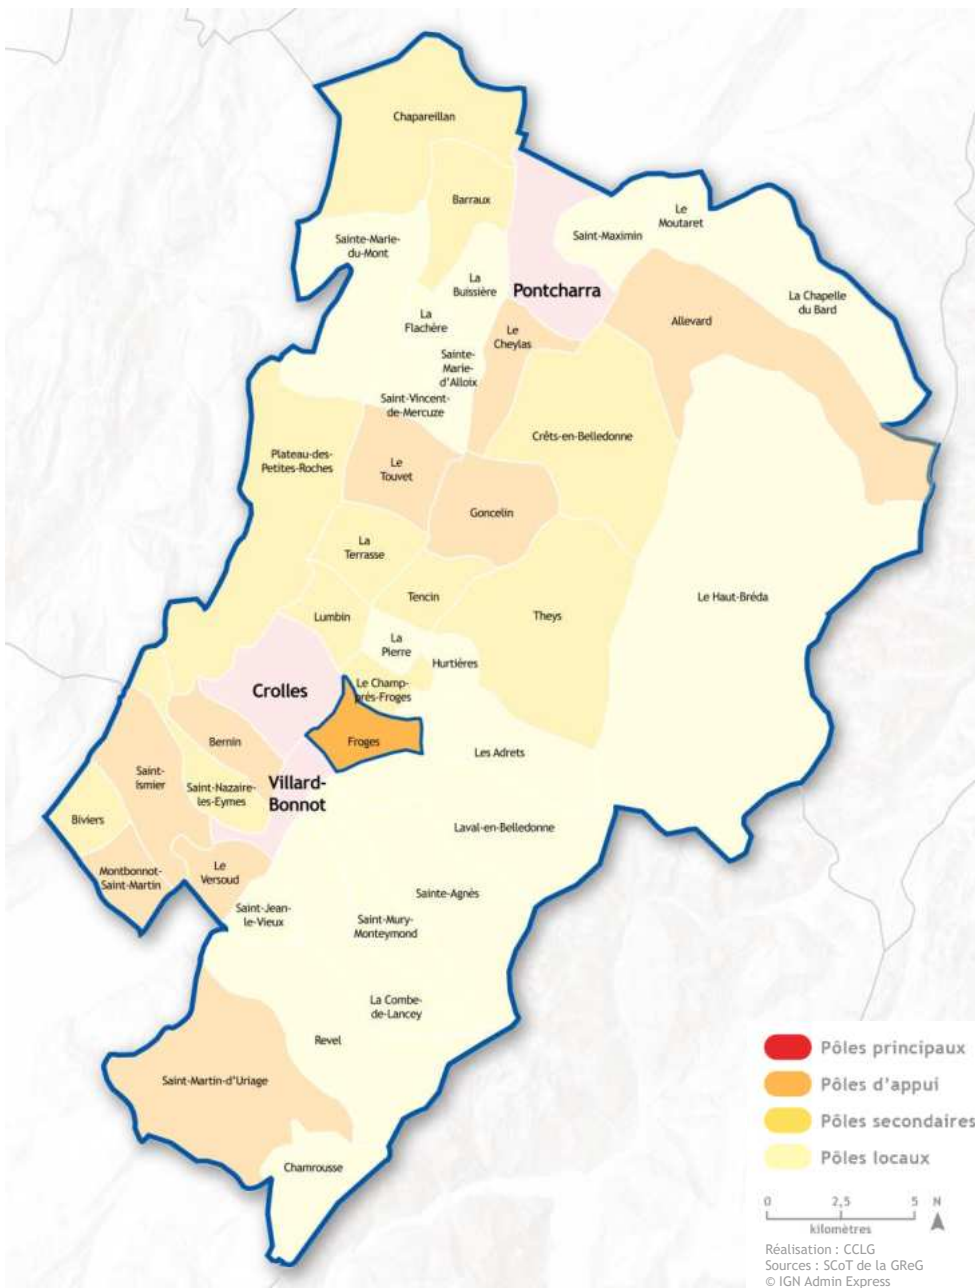 Chapareillan
Barraux
Le
Moutaret
Saint-Maximin
Sainte-Marie-
du-Mont
La
Buissière
Pontcharra
La Chapelle
du Bard
La
Flachère
Allevard
Le
Cheylas
Sainte-
Marie-
d'Alloix
Saint-Vincent-
de-Mercuze
Crêts-en-Belledonne
Plateau-des-
Petites-Roches
Le
Touvet
Goncelin
La
Terrasse
Tencin
Le Haut-Bréda
Lumbin
Theys
La
Pierre
Hurtières
Crolles
Le Champ-
près-Froges
Froges
Bernin
Les Adrets
Saint-
Ismier
Saint-Nazaire-
les-Eymes
Villard-
Bonnot
Biviers
Laval-en-Belledonne
Montbonnot-
Saint-Martin
Le
Versoud
Sainte-Agnès
Saint-Jean-
le-Vieux
Saint-Mury-
Monteymond
La Combe-
de-Lancey
Revel
Saint-Martin-d'Uriage
Chamrousse
Pôles principaux
Pôles d'appui
Pôles secondaires
Pôles locaux
0 2,5 5 N
kilomètres
Réalisation : CCLG
Sources : SCoT de la GReG
© IGN Admin Express